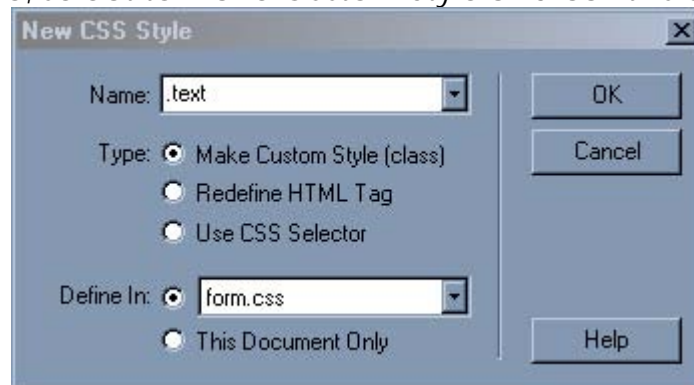 New CSS Style
Name: .text
OK
Type: Make Custom Style (class)
Cancel
Redefine HTML Tag
Use CSS Selector
Define In: form.css
This Document Only
Help